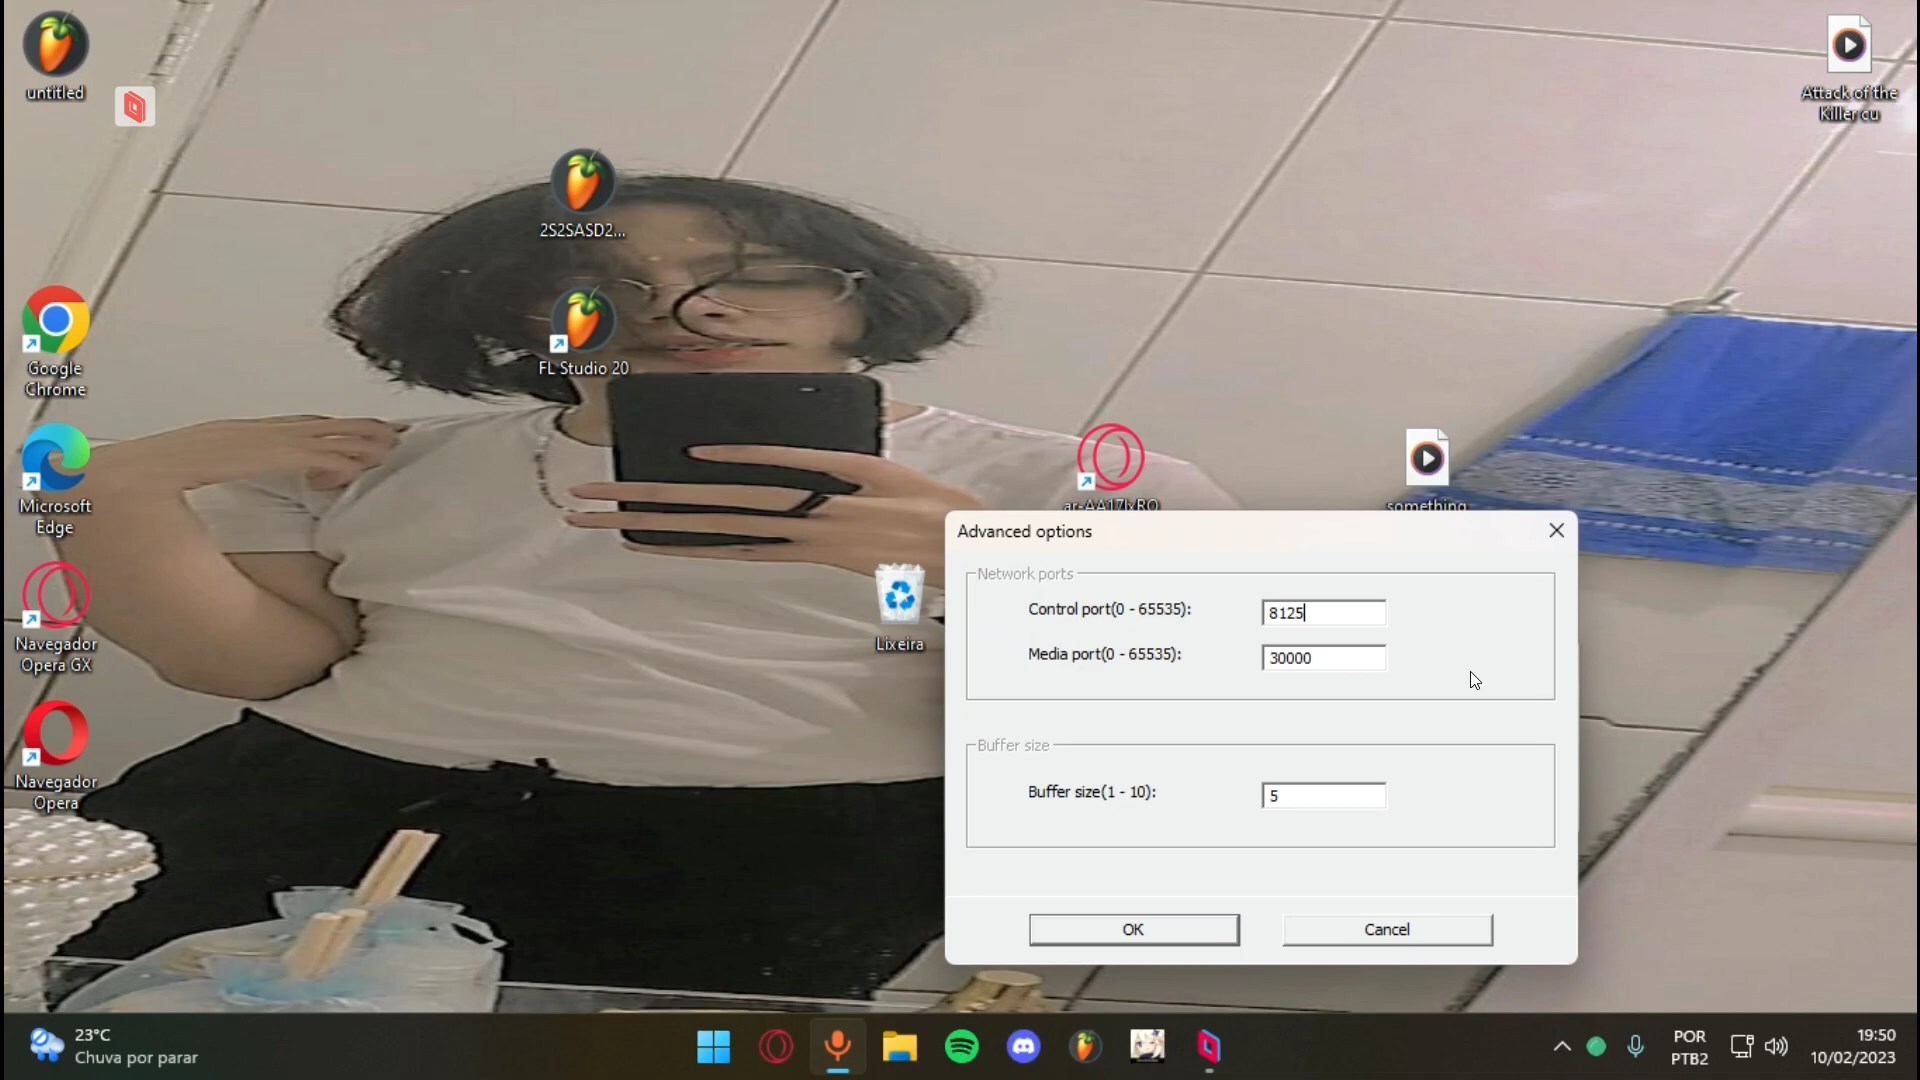 untitled
Attack of the
Killer cu
2S2SASD2...
Google
Chrome
FL Studio 20
Microsoft
Edge
ar-AA17lxRO
something
Lixeira
Navegador
Opera GX
Navegador
Opera
Advanced options
Network ports
Control port(0 - 65535):
8125
Media port(0 - 65535):
30000
Buffer size
Buffer size(1 - 10):
5
OK
Cancel
23°C
Chuva por parar
POR
PTB2
19:50
10/02/2023